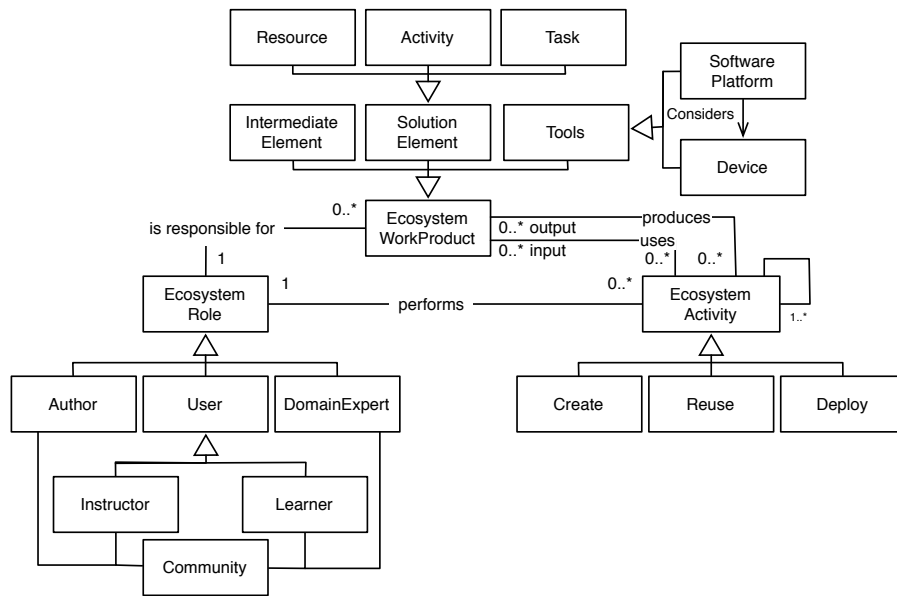 Resource
Activity
Task
Software
Platform
Considers
Intermediate
Element
Solution
Element
Tools
Device
0..*
Ecosystem
WorkProduct
produces
0..* output
is responsible for
uses
0..* input
0..*
0..*
1
1
Ecosystem
Role
performs
0..*
Ecosystem
Activity
1..*
Author
User
DomainExpert
Create
Reuse
Deploy
Instructor
Learner
Community